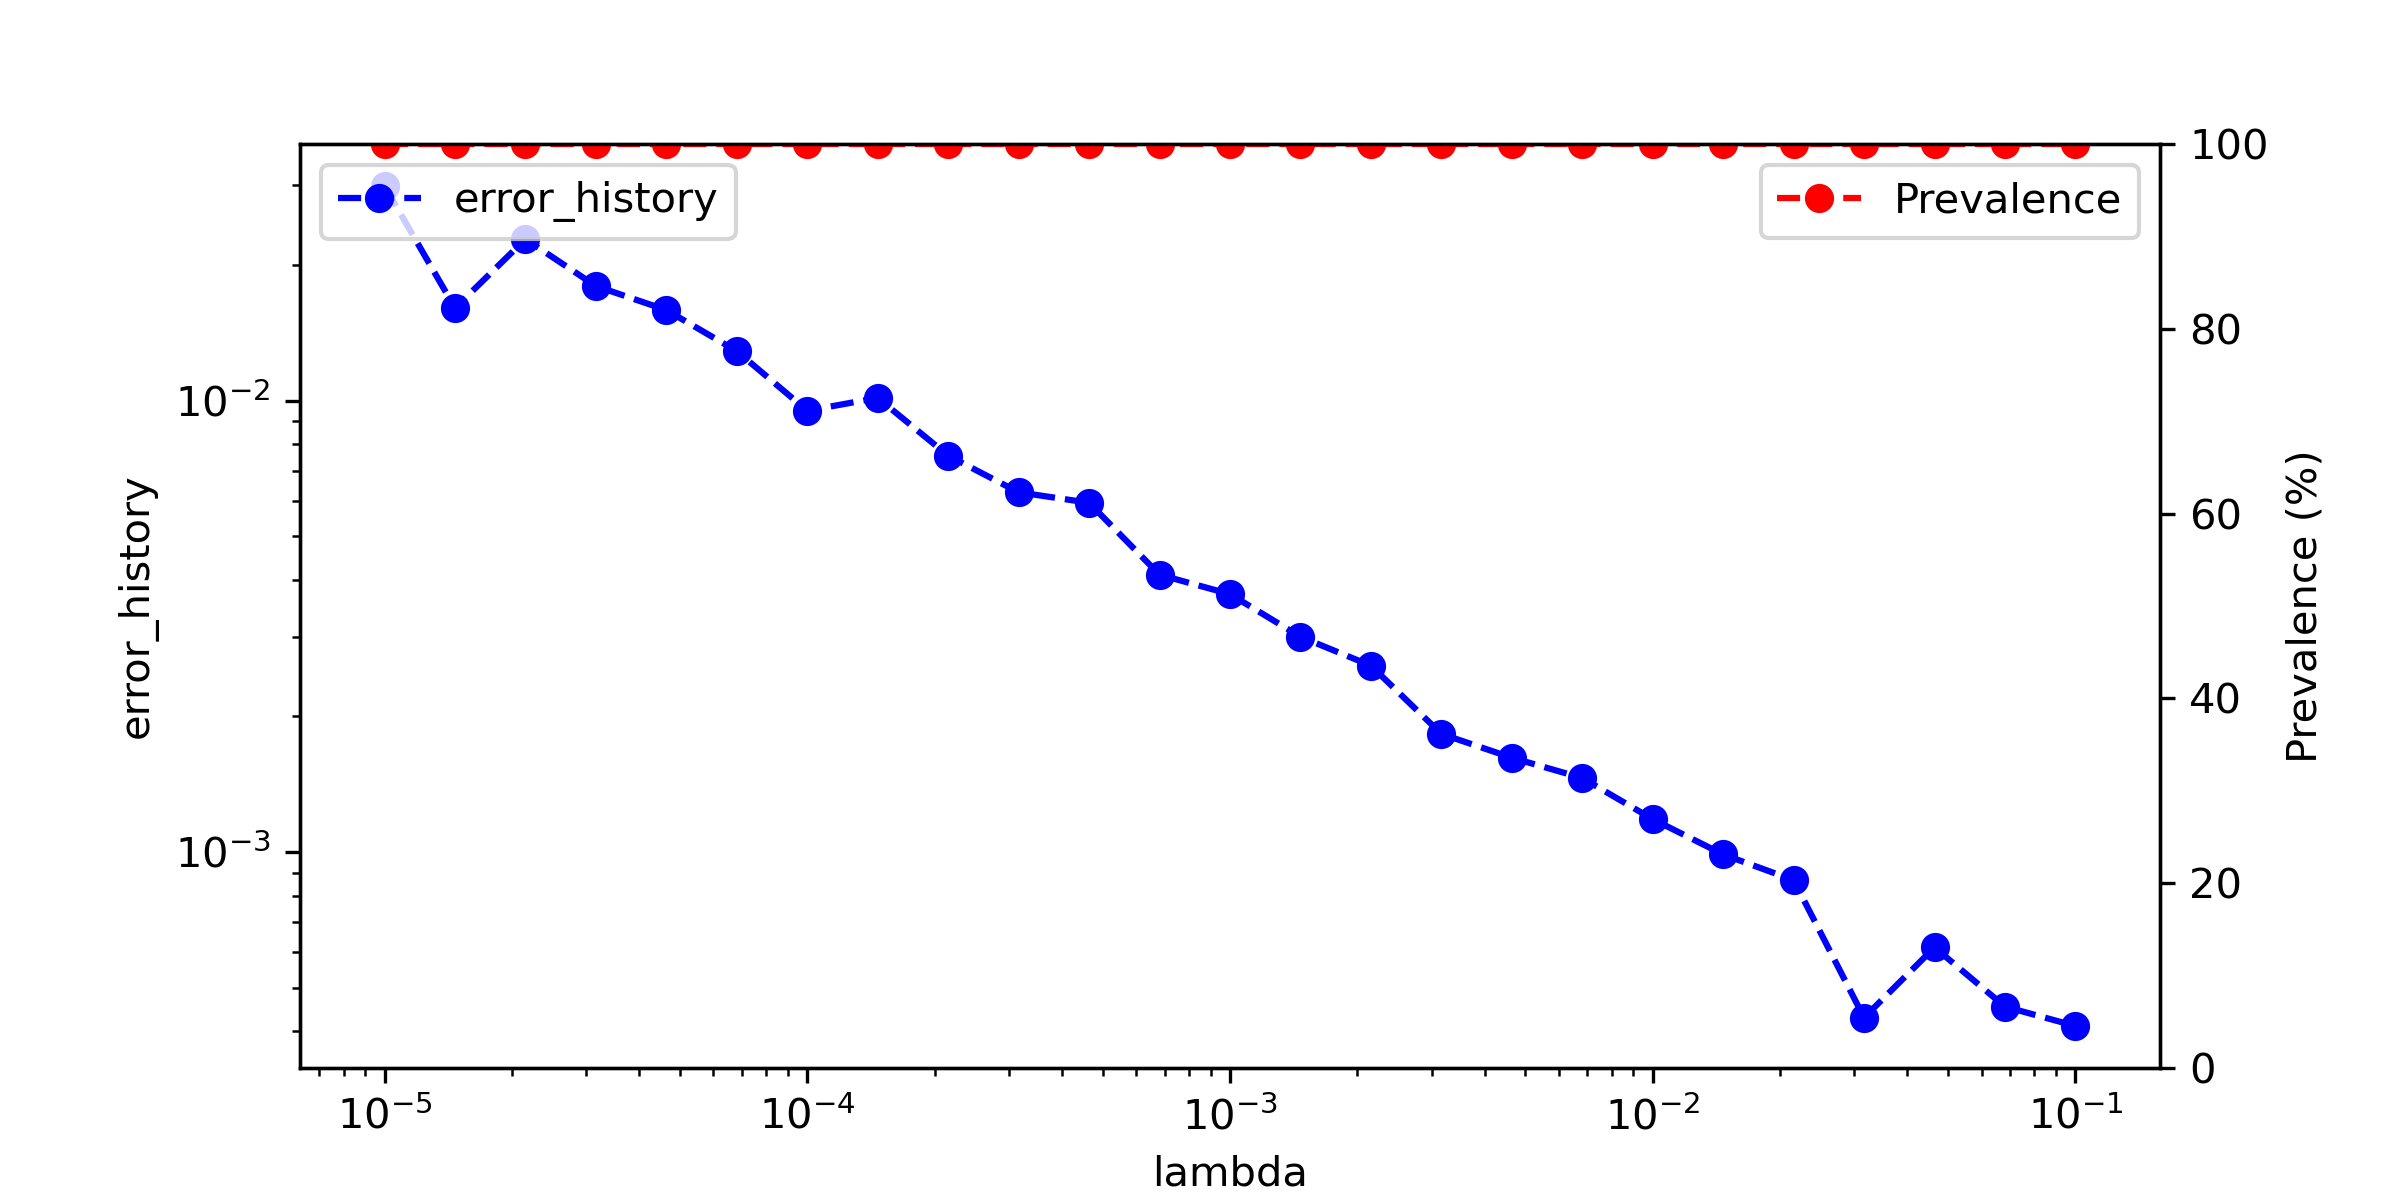 error_history
Prevalence
100
80
60
40
20
0
10⁻²
10⁻³
error_history
Prevalence (%)
10⁻⁵
10⁻⁴
10⁻³
10⁻²
10⁻¹
lambda